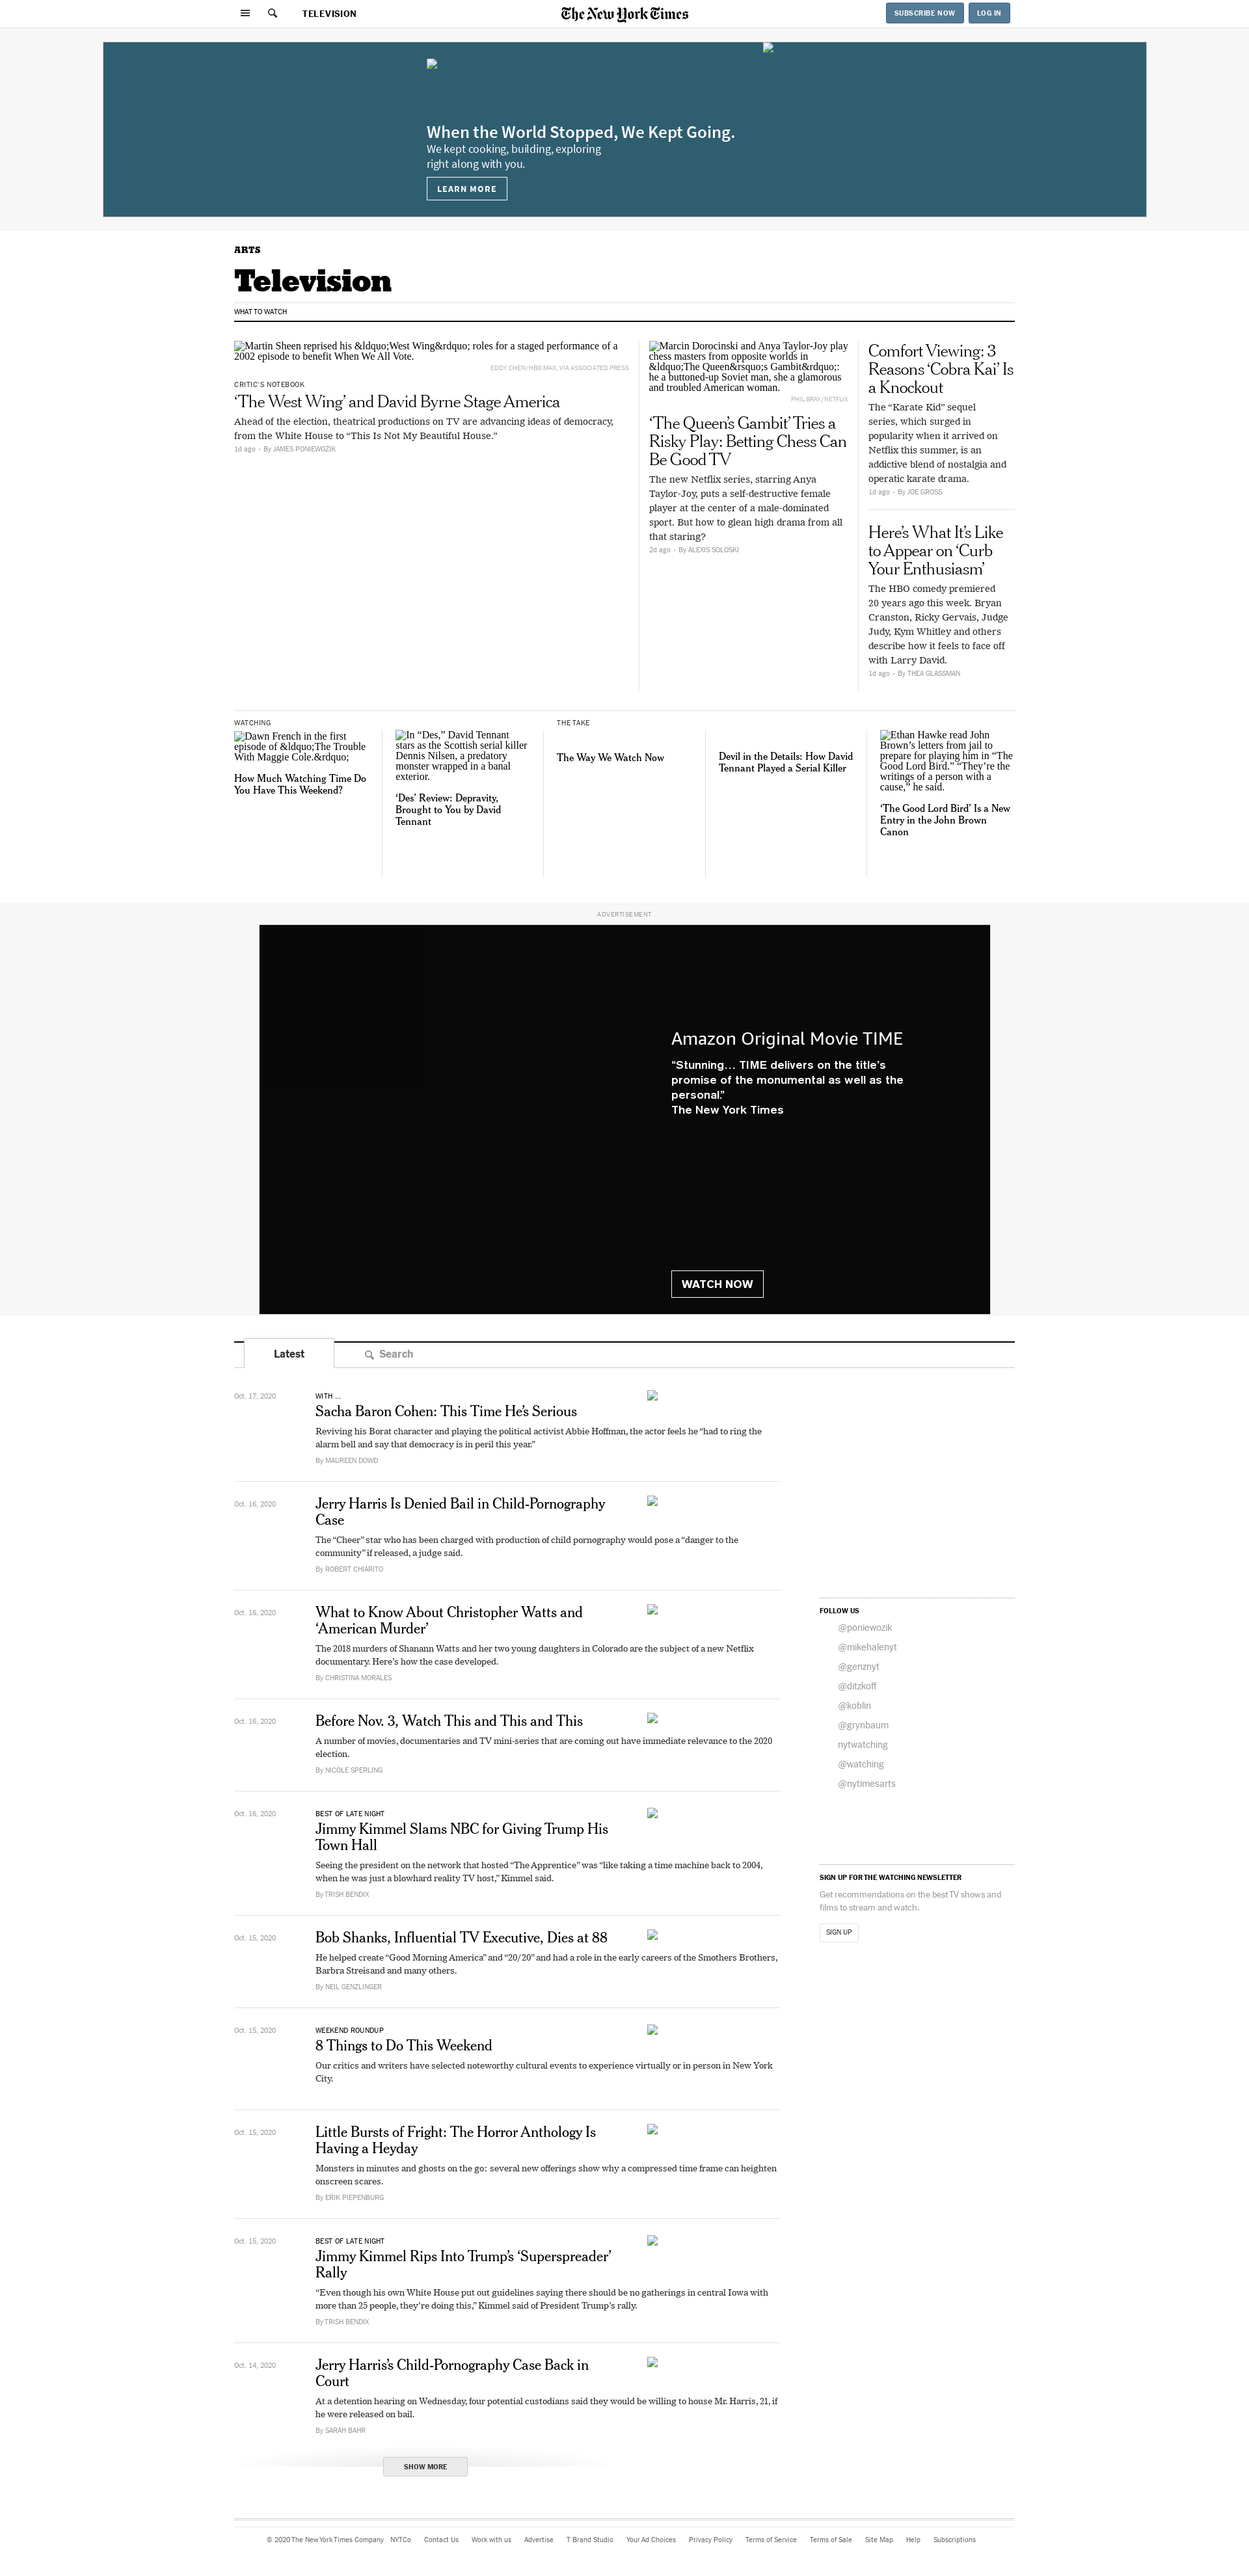 TELEVISION
The New York Times
SUBSCRIBE NOW
LOG IN
When the World Stopped, We Kept Going.
We kept cooking, building, exploring
right along with you.
LEARN MORE
ARTS
Television
WHAT TO WATCH
Martin Sheen reprised his &ldquo;West Wing&rdquo; roles for a staged performance of a
2002 episode to benefit When We All Vote.
EDDY CHEN/HBO MAX, VIA ASSOCIATED PRESS
CRITIC'S NOTEBOOK
‘The West Wing’ and David Byrne Stage America
Ahead of the election, theatrical productions on TV are advancing ideas of democracy,
from the White House to “This Is Not My Beautiful House.”
1d ago • By JAMES PONIEWOZIK
Marcin Dorocinski and Anya Taylor-Joy play
chess masters from opposite worlds in
&ldquo;The Queen&rsquo;s Gambit&rdquo;:
he a buttoned-up Soviet man, she a glamorous
and troubled American woman.
PHIL BRAY/NETFLIX
‘The Queen’s Gambit’ Tries a
Risky Play: Betting Chess Can
Be Good TV
The new Netflix series, starring Anya
Taylor-Joy, puts a self-destructive female
player at the center of a male-dominated
sport. But how to glean high drama from all
that staring?
2d ago • By ALEXIS SOLOSKI
Comfort Viewing: 3
Reasons ‘Cobra Kai’ Is
a Knockout
The “Karate Kid” sequel
series, which surged in
popularity when it arrived on
Netflix this summer, is an
addictive blend of nostalgia and
operatic karate drama.
1d ago • By JOE GROSS
Here’s What It’s Like
to Appear on ‘Curb
Your Enthusiasm’
The HBO comedy premiered
20 years ago this week. Bryan
Cranston, Ricky Gervais, Judge
Judy, Kym Whitley and others
describe how it feels to face off
with Larry David.
1d ago • By THEA GLASSMAN
WATCHING
Dawn French in the first
episode of &ldquo;The Trouble
With Maggie Cole.&rdquo;
How Much Watching Time Do
You Have This Weekend?
In “Des,” David Tennant
stars as the Scottish serial killer
Dennis Nilsen, a predatory
monster wrapped in a banal
exterior.
‘Des’ Review: Depravity,
Brought to You by David
Tennant
THE TAKE
The Way We Watch Now
Devil in the Details: How David
Tennant Played a Serial Killer
Ethan Hawke read John
Brown’s letters from jail to
prepare for playing him in “The
Good Lord Bird.” “They’re the
writings of a person with a
cause,” he said.
‘The Good Lord Bird’ Is a New
Entry in the John Brown
Canon
ADVERTISEMENT
Amazon Original Movie TIME
“Stunning… TIME delivers on the title’s
promise of the monumental as well as the
personal.”
The New York Times
WATCH NOW
Latest
Search
Oct. 17, 2020
WITH ...
Sacha Baron Cohen: This Time He’s Serious
Reviving his Borat character and playing the political activist Abbie Hoffman, the actor feels he “had to ring the
alarm bell and say that democracy is in peril this year.”
By MAUREEN DOWD
Oct. 16, 2020
Jerry Harris Is Denied Bail in Child-Pornography
Case
The “Cheer” star who has been charged with production of child pornography would pose a “danger to the
community” if released, a judge said.
By ROBERT CHIARITO
Oct. 16, 2020
What to Know About Christopher Watts and
‘American Murder’
The 2018 murders of Shanann Watts and her two young daughters in Colorado are the subject of a new Netflix
documentary. Here’s how the case developed.
By CHRISTINA MORALES
Oct. 16, 2020
Before Nov. 3, Watch This and This and This
A number of movies, documentaries and TV mini-series that are coming out have immediate relevance to the 2020
election.
By NICOLE SPERLING
Oct. 16, 2020
BEST OF LATE NIGHT
Jimmy Kimmel Slams NBC for Giving Trump His
Town Hall
Seeing the president on the network that hosted “The Apprentice” was “like taking a time machine back to 2004,
when he was just a blowhard reality TV host,” Kimmel said.
By TRISH BENDIX
Oct. 15, 2020
Bob Shanks, Influential TV Executive, Dies at 88
He helped create “Good Morning America” and “20/20” and had a role in the early careers of the Smothers Brothers,
Barbra Streisand and many others.
By NEIL GENZLINGER
Oct. 15, 2020
WEEKEND ROUNDUP
8 Things to Do This Weekend
Our critics and writers have selected noteworthy cultural events to experience virtually or in person in New York
City.
Oct. 15, 2020
Little Bursts of Fright: The Horror Anthology Is
Having a Heyday
Monsters in minutes and ghosts on the go: several new offerings show why a compressed time frame can heighten
onscreen scares.
By ERIK PIEPENBURG
Oct. 15, 2020
BEST OF LATE NIGHT
Jimmy Kimmel Rips Into Trump’s ‘Superspreader’
Rally
“Even though his own White House put out guidelines saying there should be no gatherings in central Iowa with
more than 25 people, they’re doing this,” Kimmel said of President Trump’s rally.
By TRISH BENDIX
Oct. 14, 2020
Jerry Harris’s Child-Pornography Case Back in
Court
At a detention hearing on Wednesday, four potential custodians said they would be willing to house Mr. Harris, 21, if
he were released on bail.
By SARAH BAHR
SHOW MORE
FOLLOW US
@poniewozik
@mikehalenyt
@genznyt
@ditzkoff
@koblin
@grynbaum
nytwatching
@watching
@nytimesarts
SIGN UP FOR THE WATCHING NEWSLETTER
Get recommendations on the best TV shows and
films to stream and watch.
SIGN UP
© 2020 The New York Times Company NYTCo Contact Us Work with us Advertise T Brand Studio Your Ad Choices Privacy Policy Terms of Service Terms of Sale Site Map Help Subscriptions